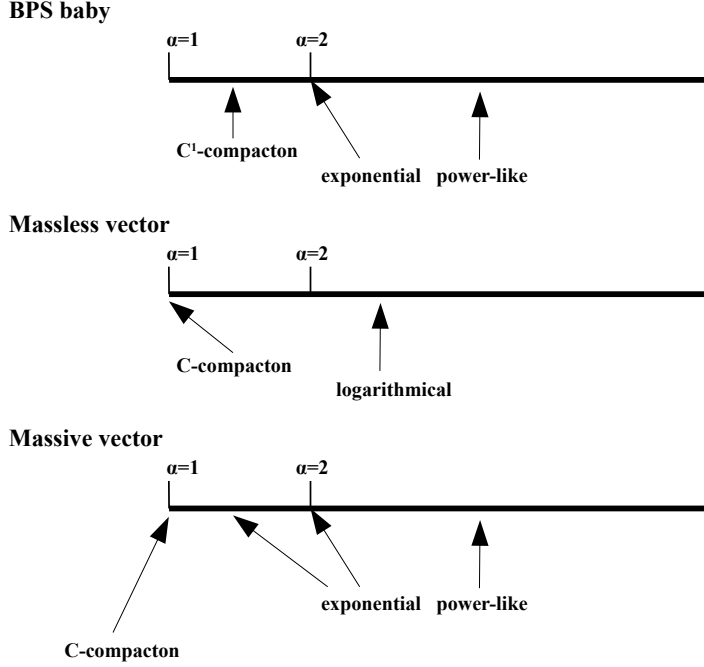 BPS baby
α=1 α=2
C¹-compacton
exponential power-like
Massless vector
α=1 α=2
C-compacton
logarithmical
Massive vector
α=1 α=2
exponential power-like
C-compacton